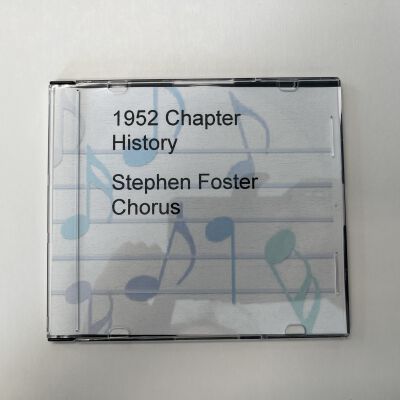 1952 Chapter
History
Stephen Foster
Chorus